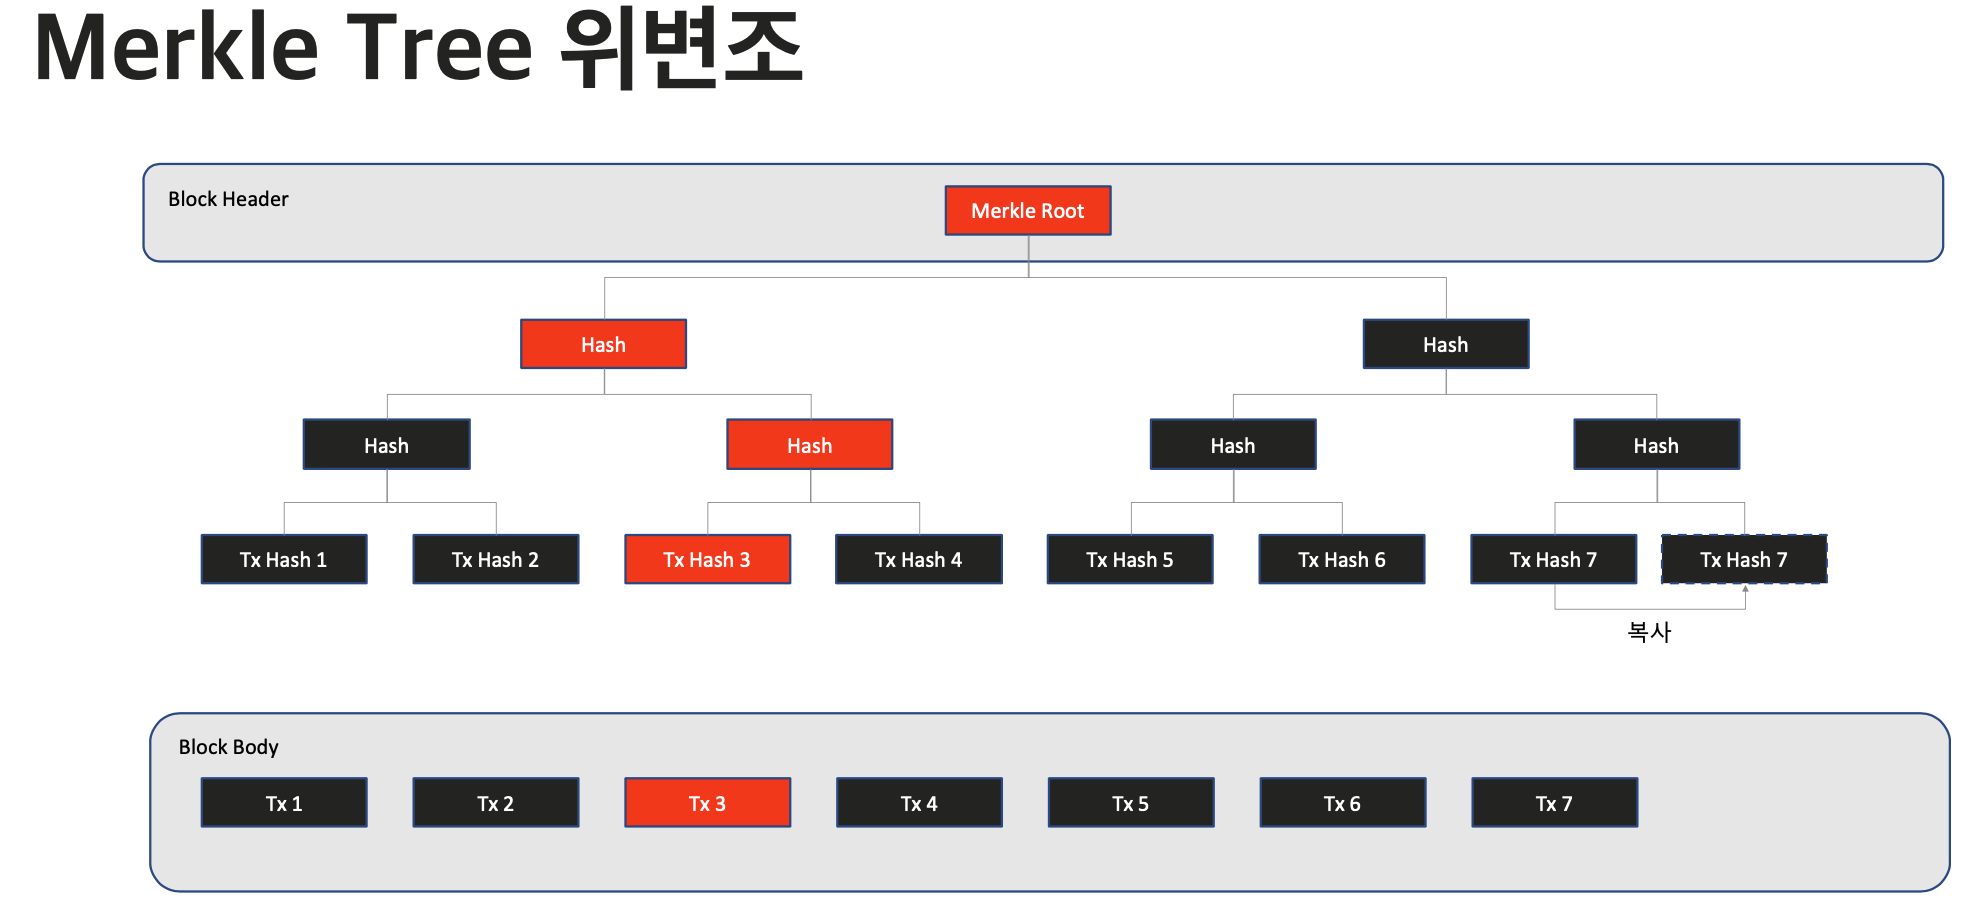 Merkle Tree 위변조
Block Header
Merkle Root
Hash
Hash
Hash
Hash
Hash
Hash
Tx Hash 1
Tx Hash 2
Tx Hash 3
Tx Hash 4
Tx Hash 5
Tx Hash 6
Tx Hash 7
Tx Hash 7
복사
Block Body
Tx 1
Tx 2
Tx 3
Tx 4
Tx 5
Tx 6
Tx 7